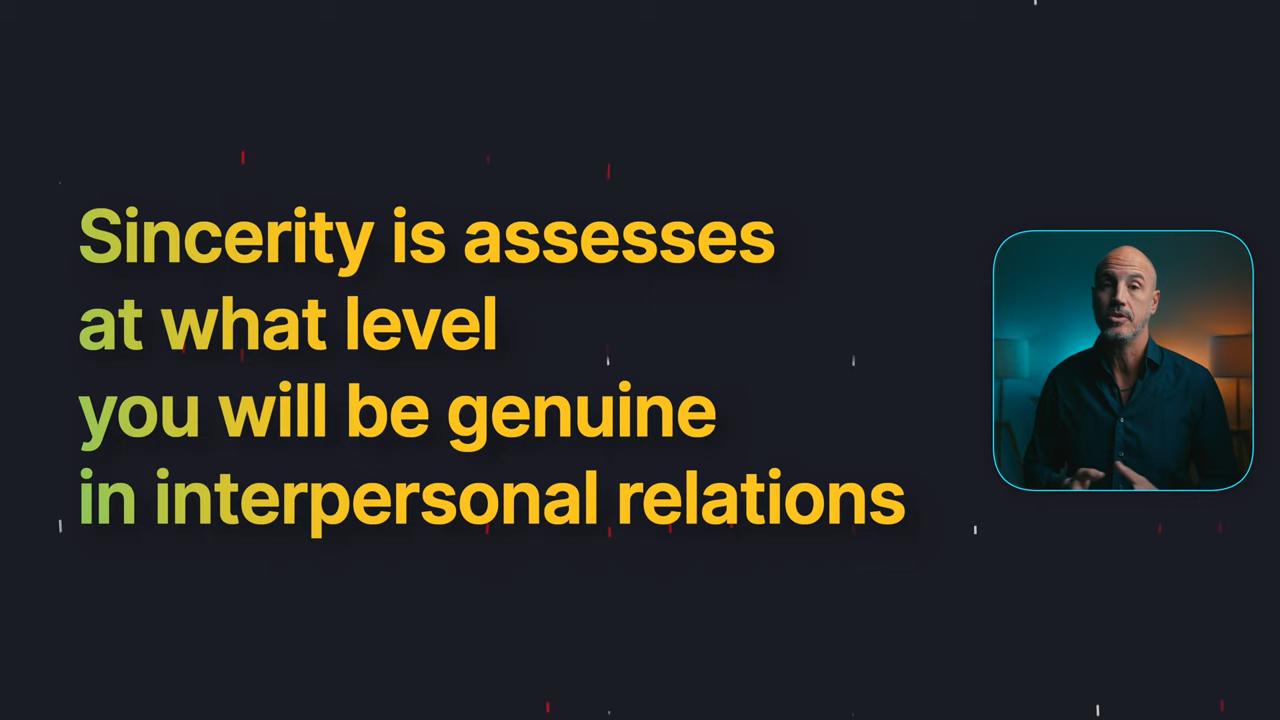 Sincerity is assesses
at what level
you will be genuine
in interpersonal relations